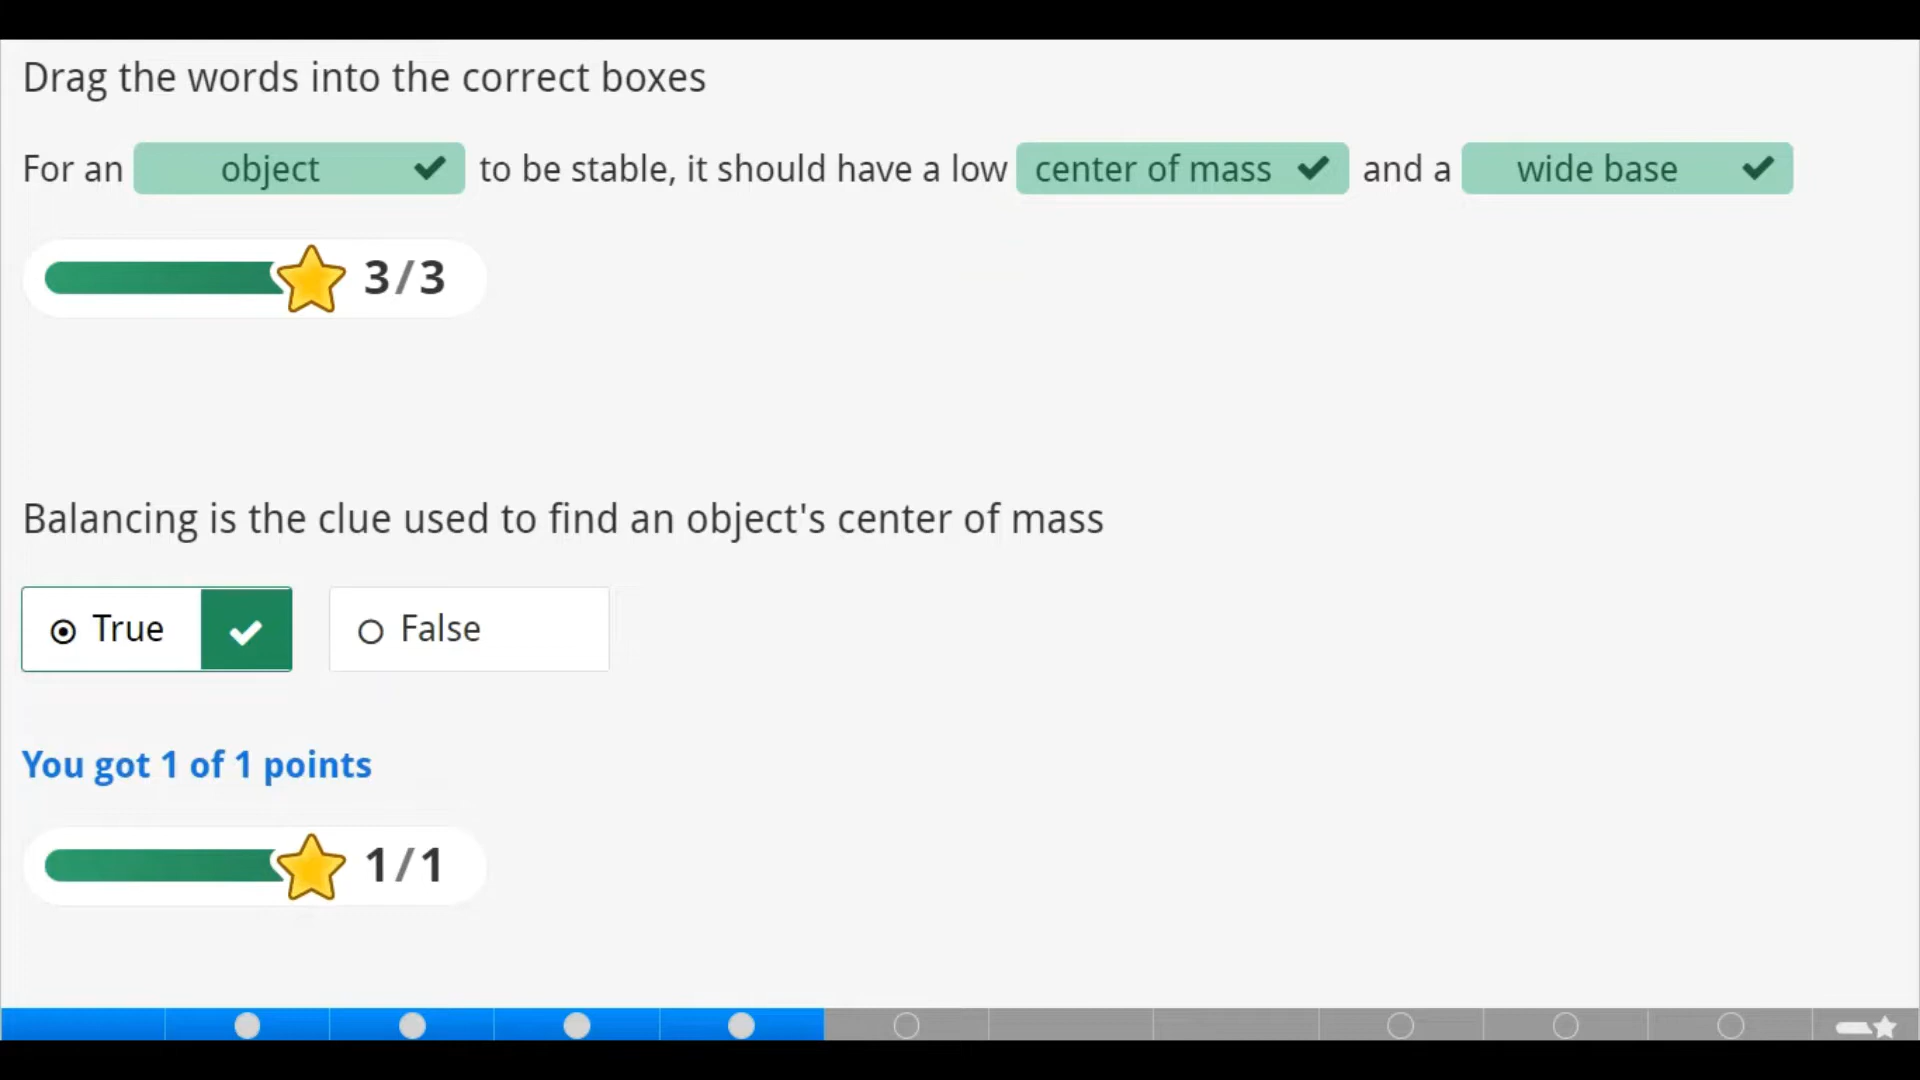 Drag the words into the correct boxes
For an object to be stable, it should have a low center of mass and a wide base
3/3
Balancing is the clue used to find an object's center of mass
True False
You got 1 of 1 points
1/1